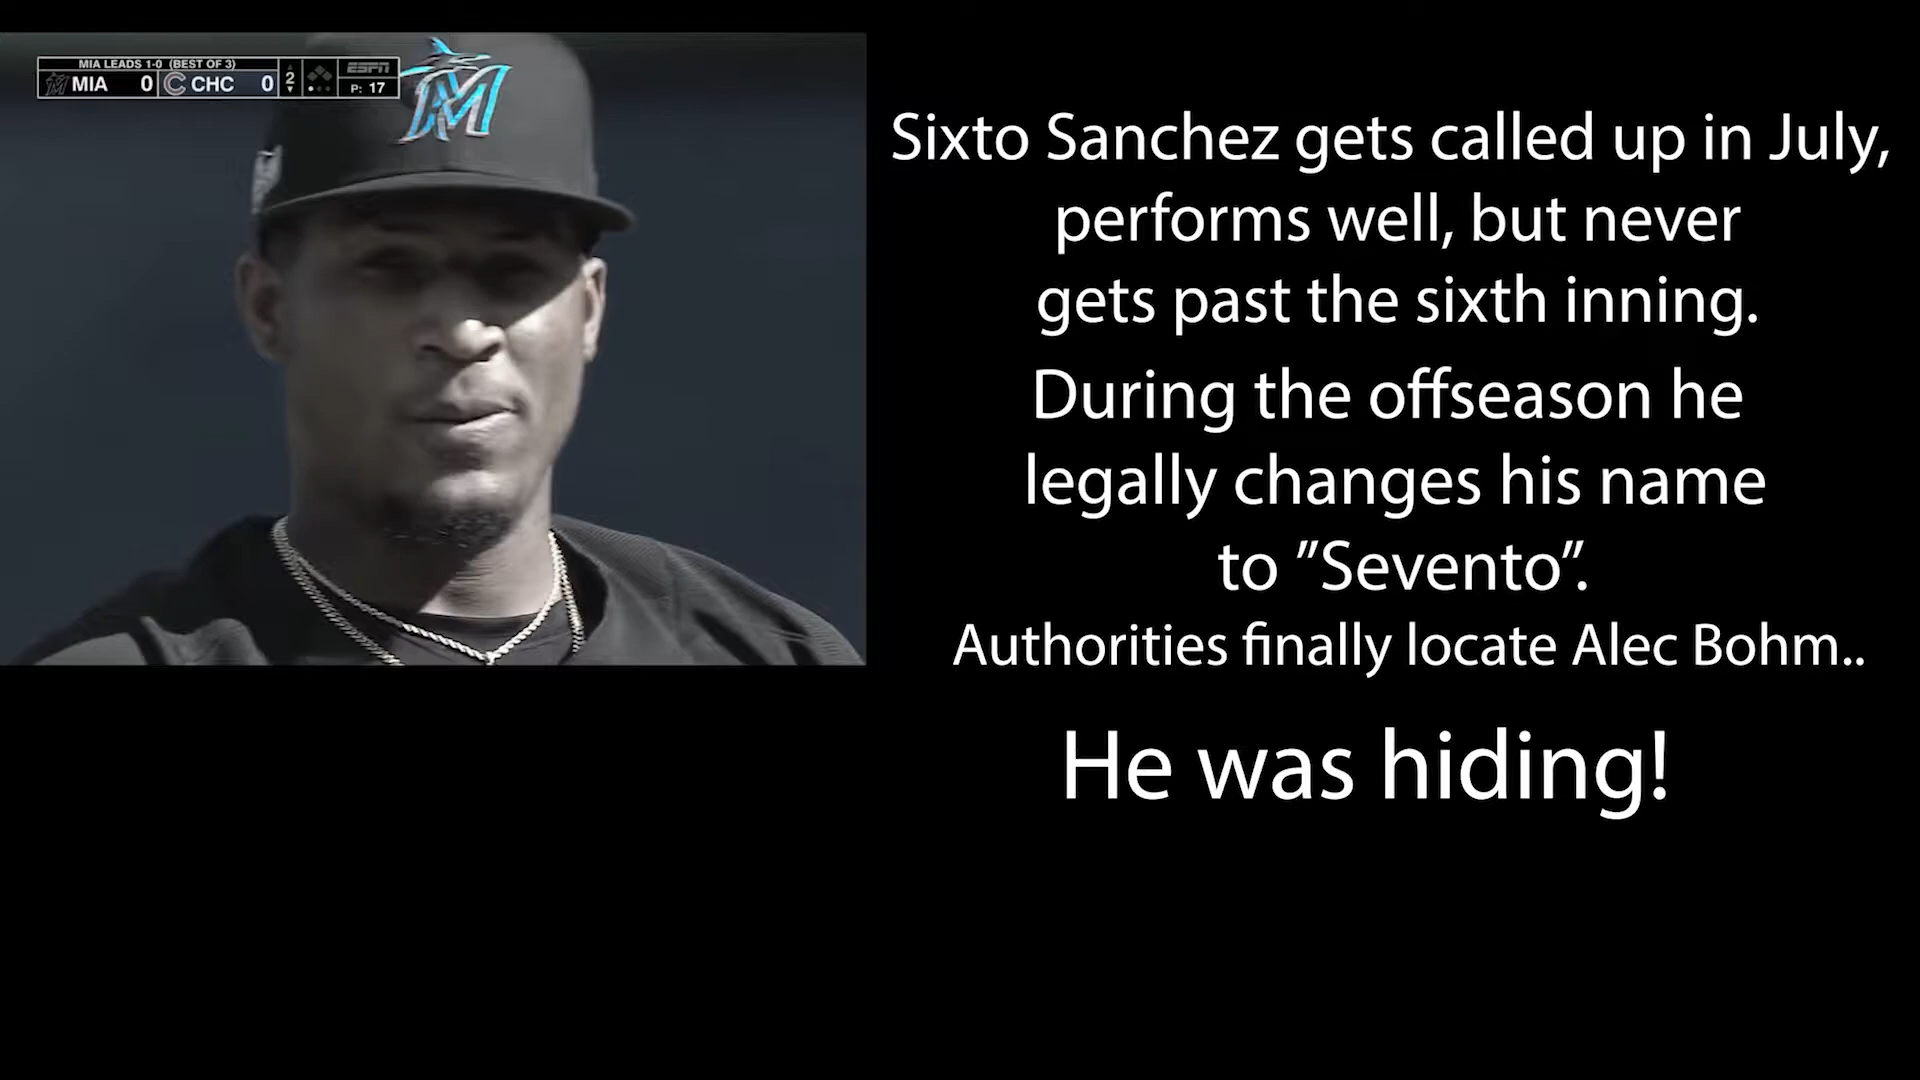 MIA LEADS 1-0 (BEST OF 3)
MIA 0 CHC 0 2 ESPN P: 17
Sixto Sanchez gets called up in July,
performs well, but never
gets past the sixth inning.
During the offseason he
legally changes his name
to ”Sevento”.
Authorities finally locate Alec Bohm..
He was hiding!